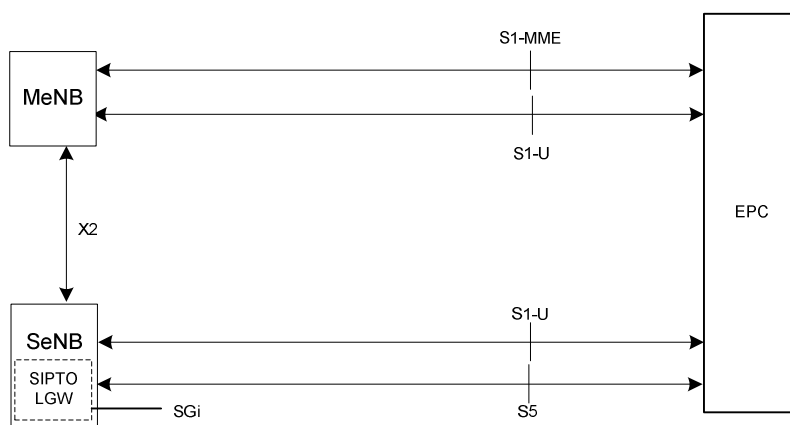 S1-MME
MeNB
S1-U
EPC
X2
S1-U
SeNB
SIPTO
LGW
SGi
S5